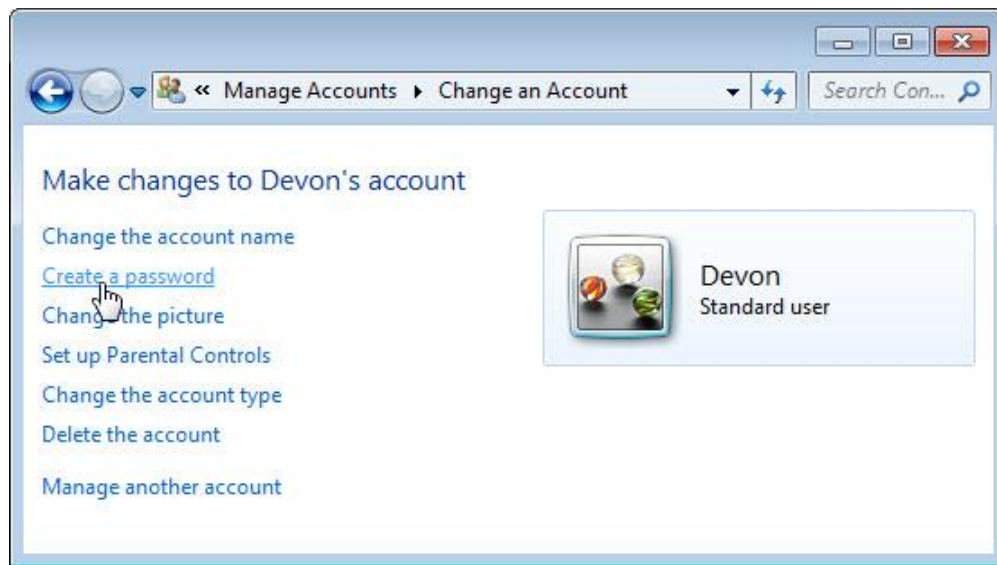 « Manage Accounts ▸ Change an Account
Search Con...
Make changes to Devon's account
Change the account name
Create a password
Change the picture
Set up Parental Controls
Change the account type
Delete the account
Manage another account
Devon
Standard user